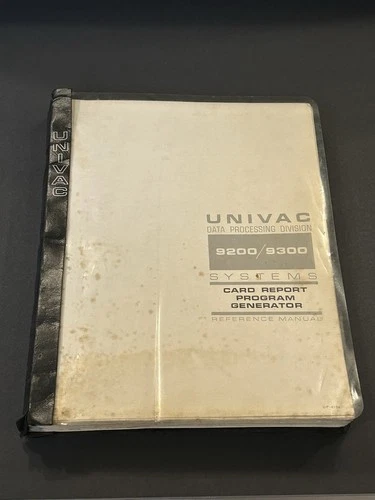 UNIVAC
UNIVAC
DATA PROCESSING DIVISION
9200/9300
SYSTEMS
CARD REPORT
PROGRAM
GENERATOR
REFERENCE MANUAL